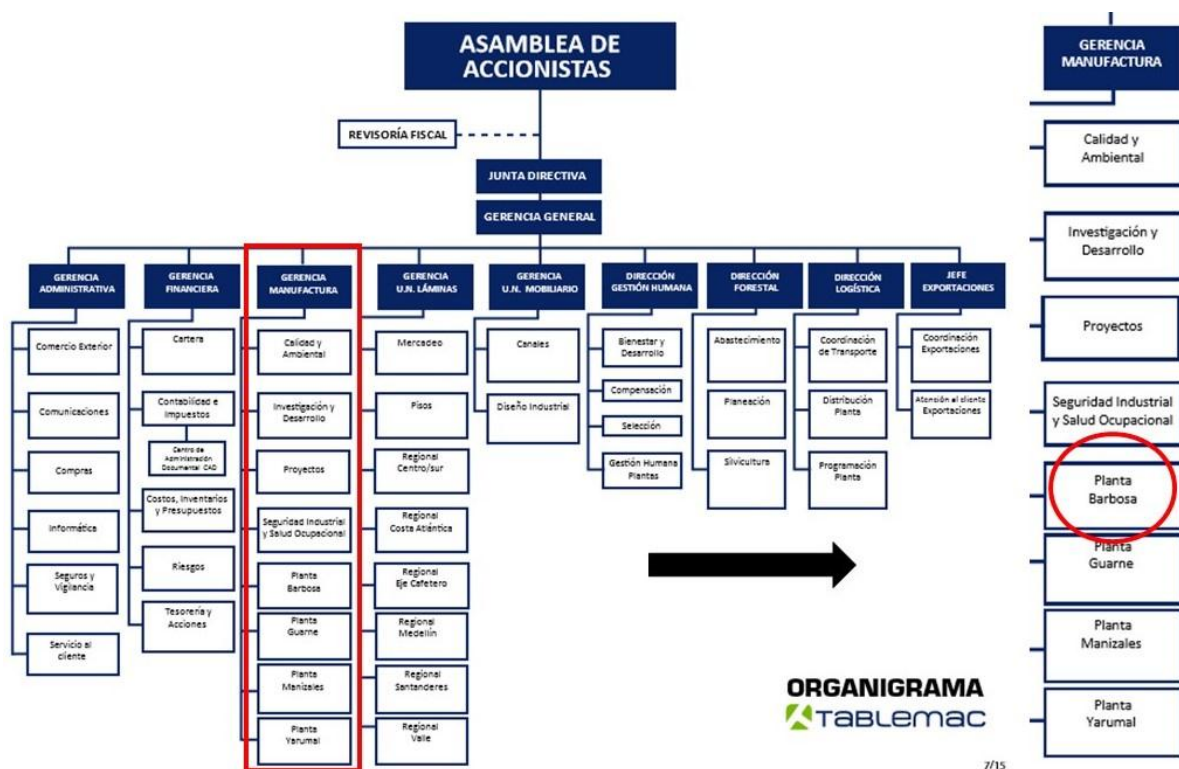 ASAMBLEA DE
ACCIONISTAS
REVISORÍA FISCAL
JUNTA DIRECTIVA
GERENCIA GENERAL
GERENCIA
ADMINISTRATIVA
Comercio Exterior
Comunicaciones
Compras
Informática
Seguros y
Vigilancia
Servicio al
cliente
GERENCIA
FINANCIERA
Cartera
Contabilidad e
Impuestos
Centro de
Administración
Documental CAD
Costos, Inventarios
y Presupuestos
Riesgos
Tesorería y
Acciones
GERENCIA
MANUFACTURA
Calidad y
Ambiental
Investigación y
Desarrollo
Proyectos
Seguridad Industrial
y Salud Ocupacional
Planta
Barbosa
Planta
Guarne
Planta
Manizales
Planta
Yarumal
GERENCIA
U.N. LÁMINAS
Mercadeo
Pisos
Regional
Centro/sur
Regional
Costa Atlántica
Regional
Eje Cafetero
Regional
Medellín
Regional
Santanderes
Regional
Valle
GERENCIA
U.N. MOBILIARIO
Canales
Diseño Industrial
DIRECCIÓN
GESTIÓN HUMANA
Bienestar y
Desarrollo
Compensación
Selección
Gestión Humana
Plantas
DIRECCIÓN
FORESTAL
Abastecimiento
Planeación
Silvicultura
DIRECCIÓN
LOGÍSTICA
Coordinación
de Transporte
Distribución
Planta
Programación
Planta
JEFE
EXPORTACIONES
Coordinación
Exportaciones
Atención al cliente
Exportaciones
GERENCIA
MANUFACTURA
Calidad y
Ambiental
Investigación y
Desarrollo
Proyectos
Seguridad Industrial
y Salud Ocupacional
Planta
Barbosa
Planta
Guarne
Planta
Manizales
Planta
Yarumal
ORGANIGRAMA
TABLEMAC
7/15